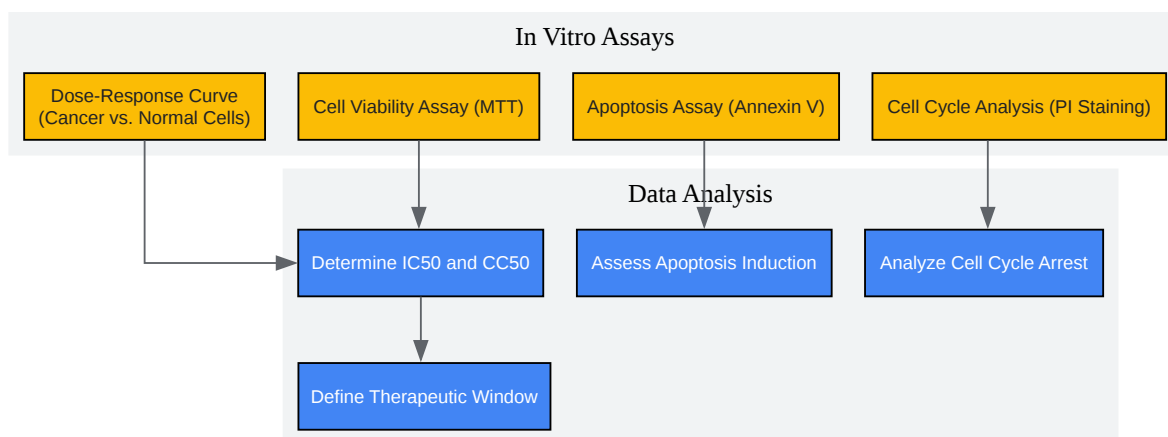 In Vitro Assays
Dose-Response Curve
(Cancer vs. Normal Cells)
Cell Viability Assay (MTT)
Apoptosis Assay (Annexin V)
Cell Cycle Analysis (PI Staining)
Data Analysis
Determine IC50 and CC50
Assess Apoptosis Induction
Analyze Cell Cycle Arrest
Define Therapeutic Window